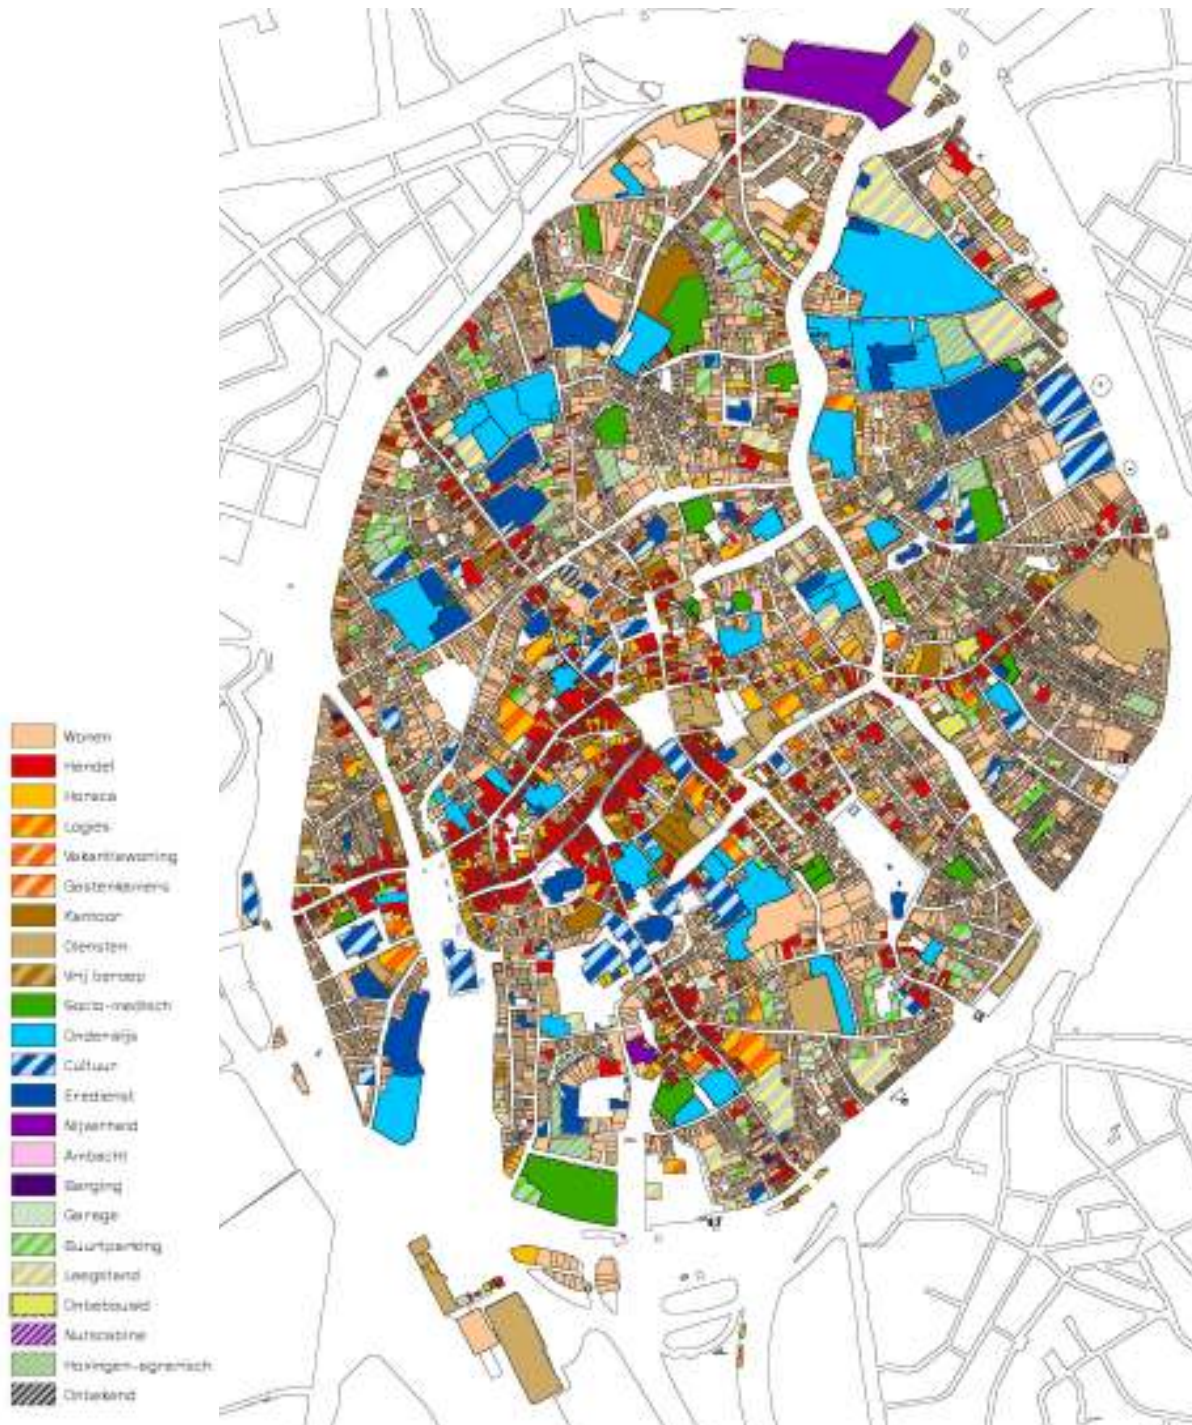 Wonen
Handel
Horeca
Logies
Vakantiewoning
Gastenkamers
Kantoor
Diensten
Vrij beroep
Socio-medisch
Onderwijs
Cultuur
Eredienst
Nijverheid
Ambacht
Berging
Garage
Buurtparking
Leegstand
Onbebouwd
Nutscabine
Hovingen-agrarisch
Onbekend